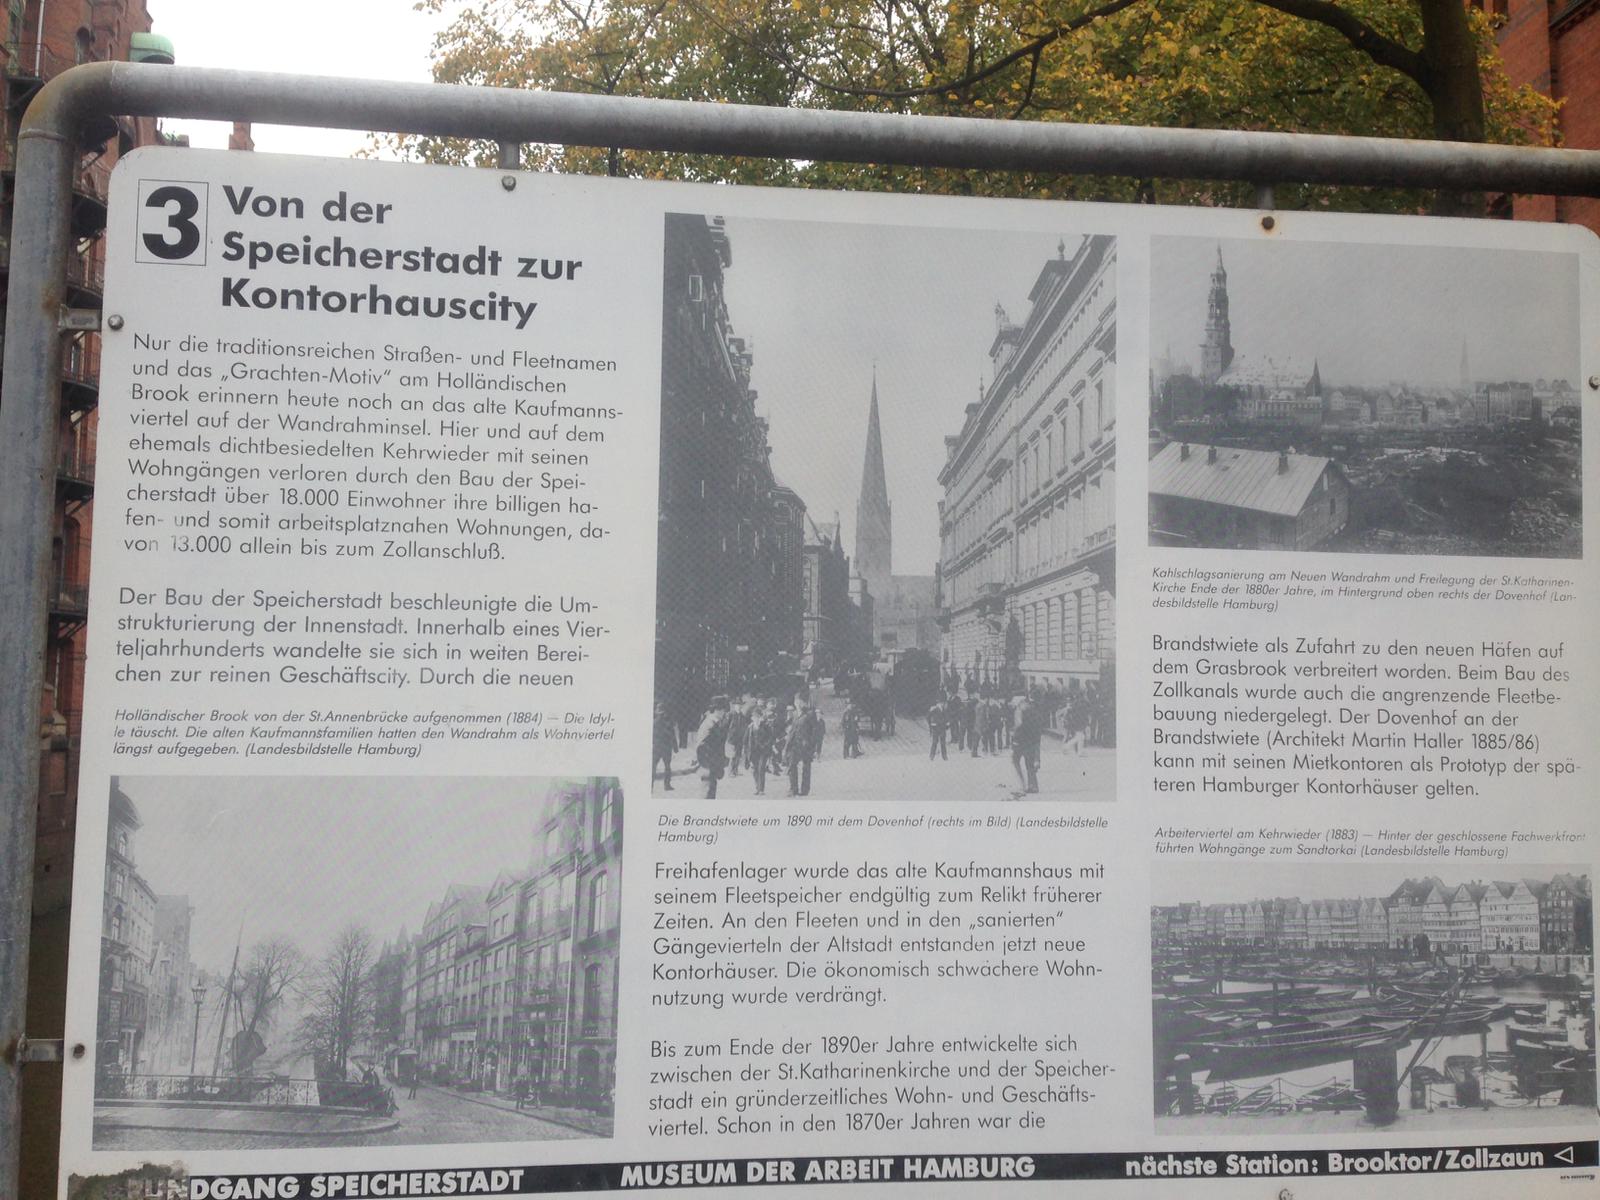 3
Von der
Speicherstadt zur
Kontorhauscity
Nur die traditionsreichen Straßen- und Fleetnamen
und das „Grachten-Motiv“ am Holländischen
Brook erinnern heute noch an das alte Kaufmanns-
viertel auf der Wandrahminsel. Hier und auf dem
ehemals dichtbesiedelten Kehrwieder mit seinen
Wohngängen verloren durch den Bau der Spei-
cherstadt über 18.000 Einwohner ihre billigen ha-
fen- und somit arbeitsplatznahen Wohnungen, da-
von 13.000 allein bis zum Zollanschluß.
Der Bau der Speicherstadt beschleunigte die Um-
strukturierung der Innenstadt. Innerhalb eines Vier-
teljahrhunderts wandelte sie sich in weiten Berei-
chen zur reinen Geschäftscity. Durch die neuen
Holländischer Brook von der St.Annenbrücke aufgenommen (1884) — Die Idyl-
le täuscht. Die alten Kaufmannsfamilien hatten den Wandrahm als Wohnviertel
längst aufgegeben. (Landesbildstelle Hamburg)
Die Brandstwiete um 1890 mit dem Dovenhof (rechts im Bild) (Landesbildstelle
Hamburg)
Freihafenlager wurde das alte Kaufmannshaus mit
seinem Fleetspeicher endgültig zum Relikt früherer
Zeiten. An den Fleeten und in den „sanierten“
Gängevierteln der Altstadt entstanden jetzt neue
Kontorhäuser. Die ökonomisch schwächere Wohn-
nutzung wurde verdrängt.
Bis zum Ende der 1890er Jahre entwickelte sich
zwischen der St.Katharinenkirche und der Speicher-
stadt ein gründerzeitliches Wohn- und Geschäfts-
viertel. Schon in den 1870er Jahren war die
Kahlschlagsanierung am Neuen Wandrahm und Freilegung der St.Katharinen-
Kirche Ende der 1880er Jahre, im Hintergrund oben rechts der Dovenhof (Lan-
desbildstelle Hamburg)
Brandstwiete als Zufahrt zu den neuen Häfen auf
dem Grasbrook verbreitert worden. Beim Bau des
Zollkanals wurde auch die angrenzende Fleetbe-
bauung niedergelegt. Der Dovenhof an der
Brandstwiete (Architekt Martin Haller 1885/86)
kann mit seinen Mietkontoren als Prototyp der spä-
teren Hamburger Kontorhäuser gelten.
Arbeiterviertel am Kehrwieder (1883) — Hinter der geschlossene Fachwerkfront
führten Wohngänge zum Sandtorkai (Landesbildstelle Hamburg)
NDGANG SPEICHERSTADT
MUSEUM DER ARBEIT HAMBURG
nächste Station: Brooktor/Zollzaun